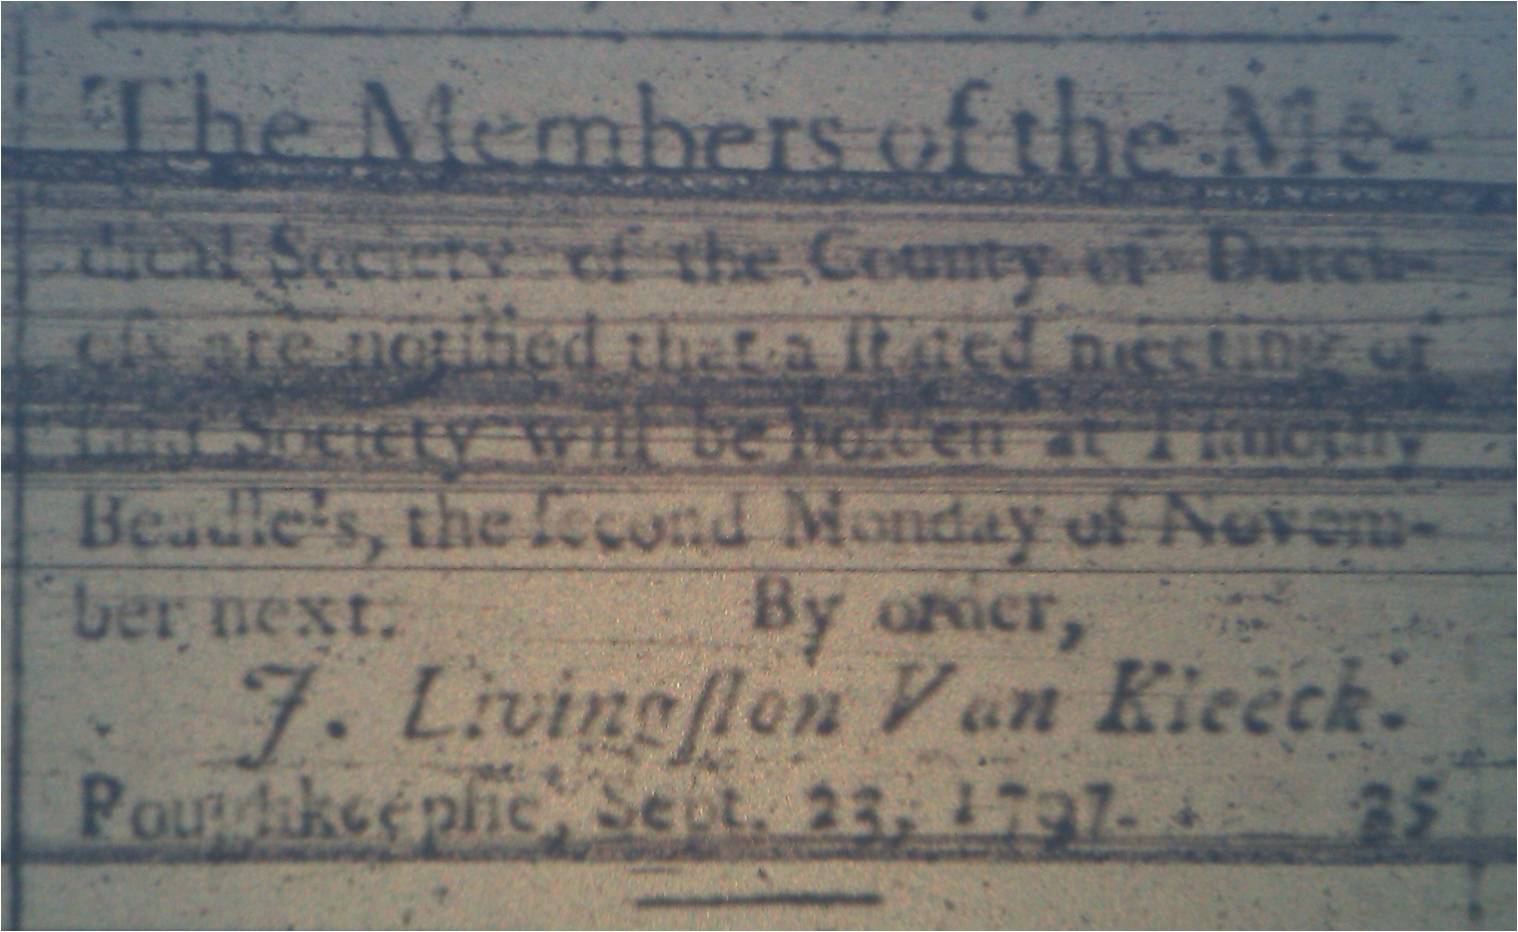 The Members of the Me-
dical Society of the County of Dutch-
eſs are notified that a ſtated meeting of
ſaid Society will be holden at Timothy
Beadle's, the ſecond Monday of Novem-
ber next. By order,
J. Livingſton Van Kleeck.
Poughkeepſie, Sept. 23, 1797. 35